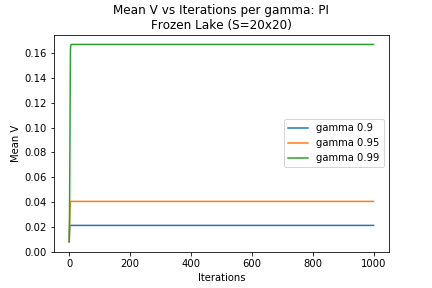 Mean V vs Iterations per gamma: PI
Frozen Lake (S=20x20)
Mean V
0.16
0.14
0.12
0.10
0.08
0.06
0.04
0.02
0.00
gamma 0.9
gamma 0.95
gamma 0.99
0 200 400 600 800 1000
Iterations